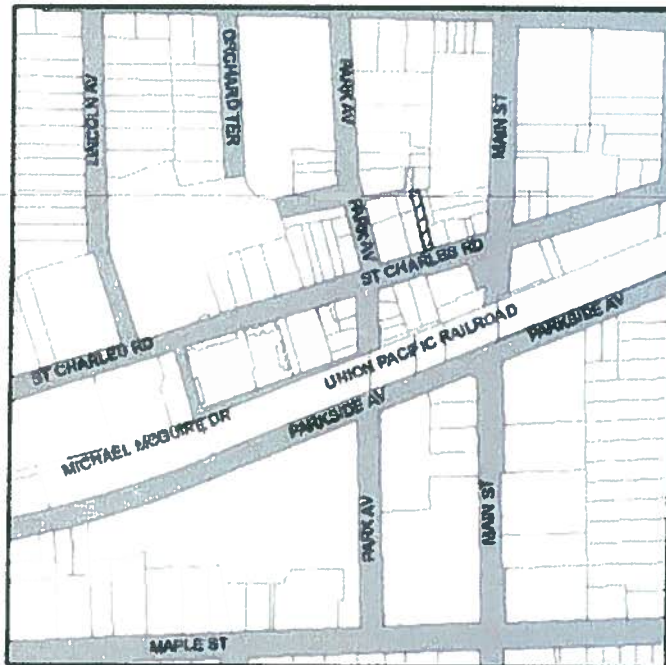 LINCOLN AV
ORCHARD TER
PARK AV
MAIN ST
PARK AV
ST CHARLES RD
ST CHARLES RD
UNION PACIFIC RAILROAD
PARKSIDE AV
MICHAEL MCGUIRE DR
PARKSIDE AV
PARK AV
MAIN ST
MAPLE ST